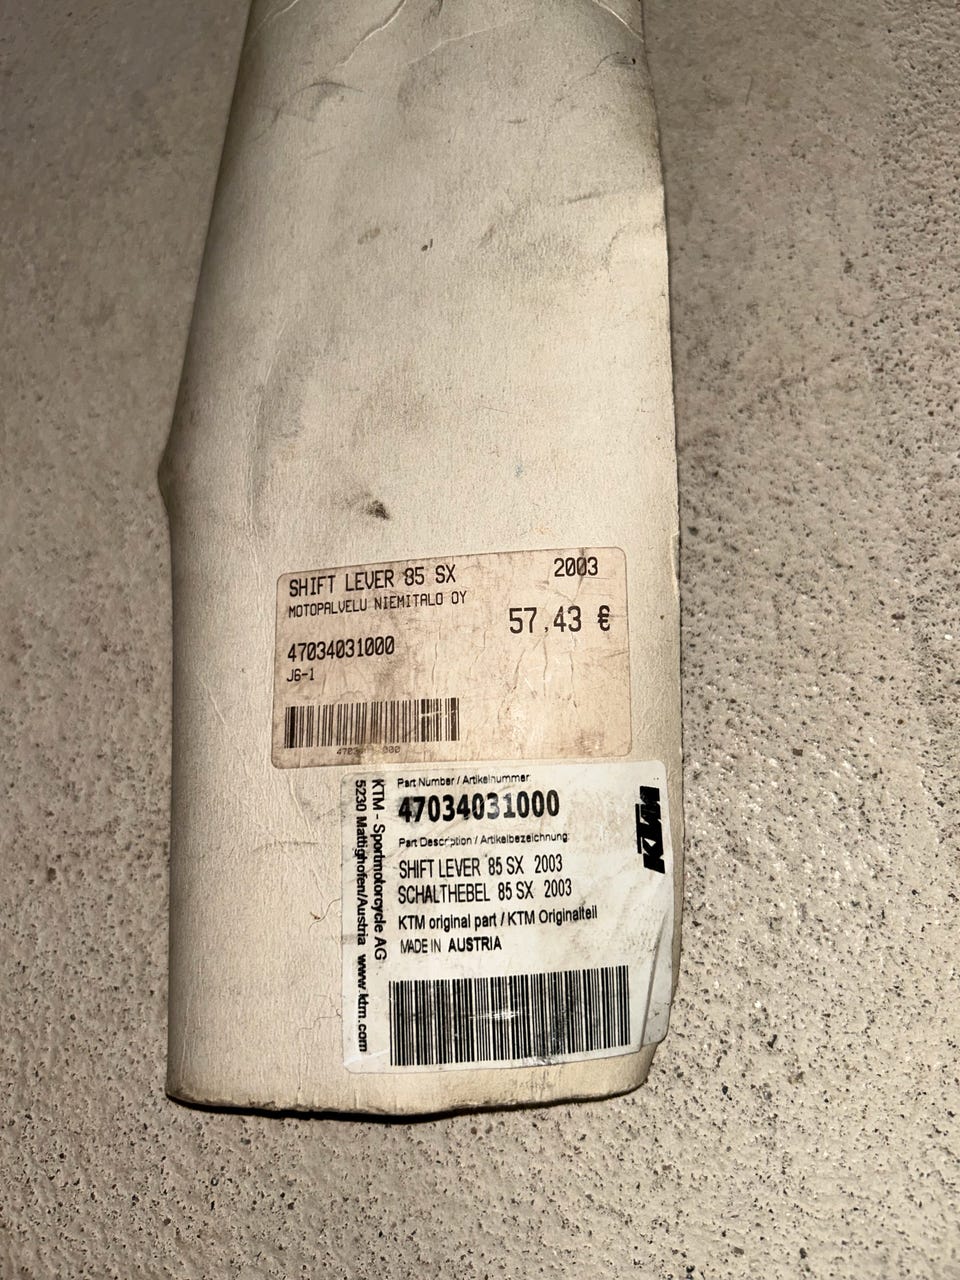 SHIFT LEVER 85 SX 2003
MOTOPALVELU NIEMITALO OY
57,43 €
47034031000
J6-1
Part Number / Artikelnummer:
47034031000
Part Description / Artikelbezeichnung:
SHIFT LEVER 85 SX 2003
SCHALTHEBEL 85 SX 2003
KTM original part / KTM Originalteil
MADE IN AUSTRIA
KTM
KTM - Sportmotorcycle AG
5230 Mattighofen/Austria www.ktm.com